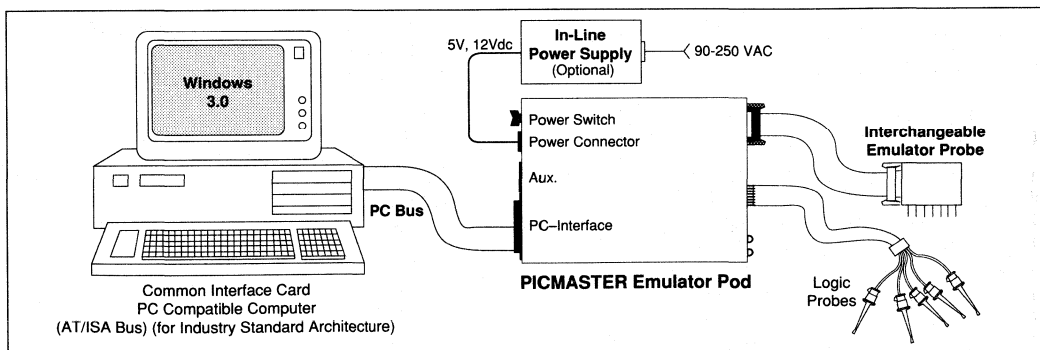 Windows
3.0
5V, 12Vdc
In-Line
Power Supply
(Optional)
90-250 VAC
Power Switch
Power Connector
Aux.
PC–Interface
PC Bus
PICMASTER Emulator Pod
Interchangeable
Emulator Probe
Logic
Probes
Common Interface Card
PC Compatible Computer
(AT/ISA Bus) (for Industry Standard Architecture)